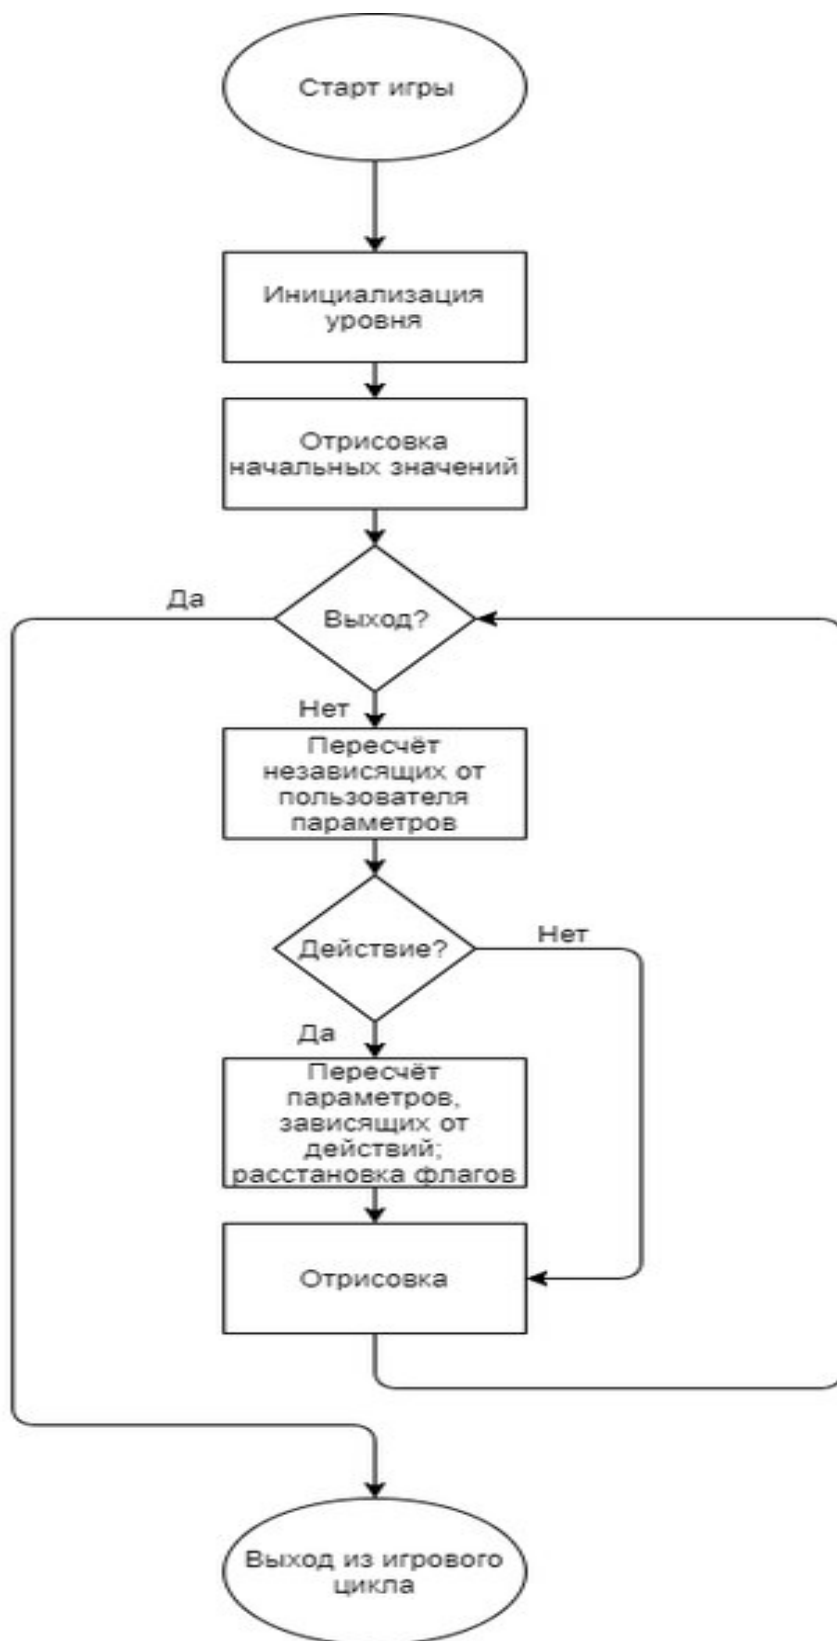 Старт игры
Инициализация
уровня
Отрисовка
начальных значений
Да
Выход?
Нет
Пересчёт
независящих от
пользователя
параметров
Действие?
Нет
Да
Пересчёт
параметров,
зависящих от
действий;
расстановка флагов
Отрисовка
Выход из игрового
цикла